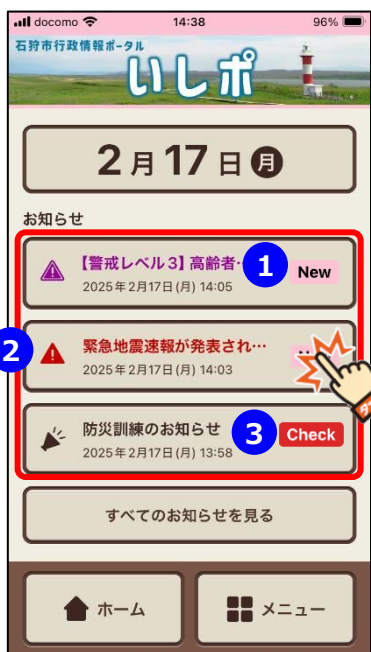 docomo 14:38 96%
石狩市行政情報ポータル
いしポ
2月17日月
お知らせ
【警戒レベル3】高齢者…
1
New
2025年2月17日(月) 14:05
2
緊急地震速報が発表され…
2025年2月17日(月) 14:03
防災訓練のお知らせ
3
Check
2025年2月17日(月) 13:58
すべてのお知らせを見る
ホーム
メニュー